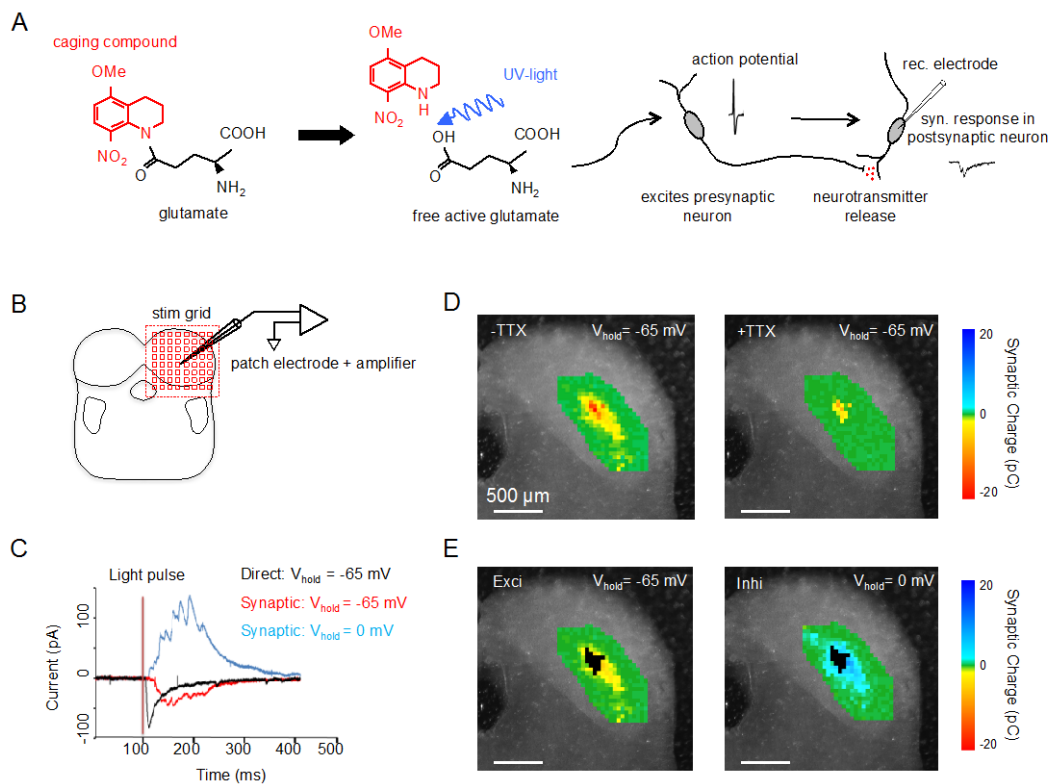 A
caging compound
OMe
N
NO₂
O
COOH
NH₂
glutamate
OMe
N
H
NO₂
UV-light
OH
O
COOH
NH₂
free active glutamate
action potential
excites presynaptic
neuron
rec. electrode
syn. response in
postsynaptic neuron
neurotransmitter
release
B
stim grid
patch electrode + amplifier
C
Light pulse
Direct: Vhold = -65 mV
Synaptic: Vhold = -65 mV
Synaptic: Vhold = 0 mV
Current (pA)
100
0
-100
100 200 300 400 500
Time (ms)
D
-TTX Vhold= -65 mV
500 µm
+TTX Vhold= -65 mV
20
0
-20
Synaptic Charge (pC)
E
Exci Vhold= -65 mV
Inhi Vhold= 0 mV
20
0
-20
Synaptic Charge (pC)